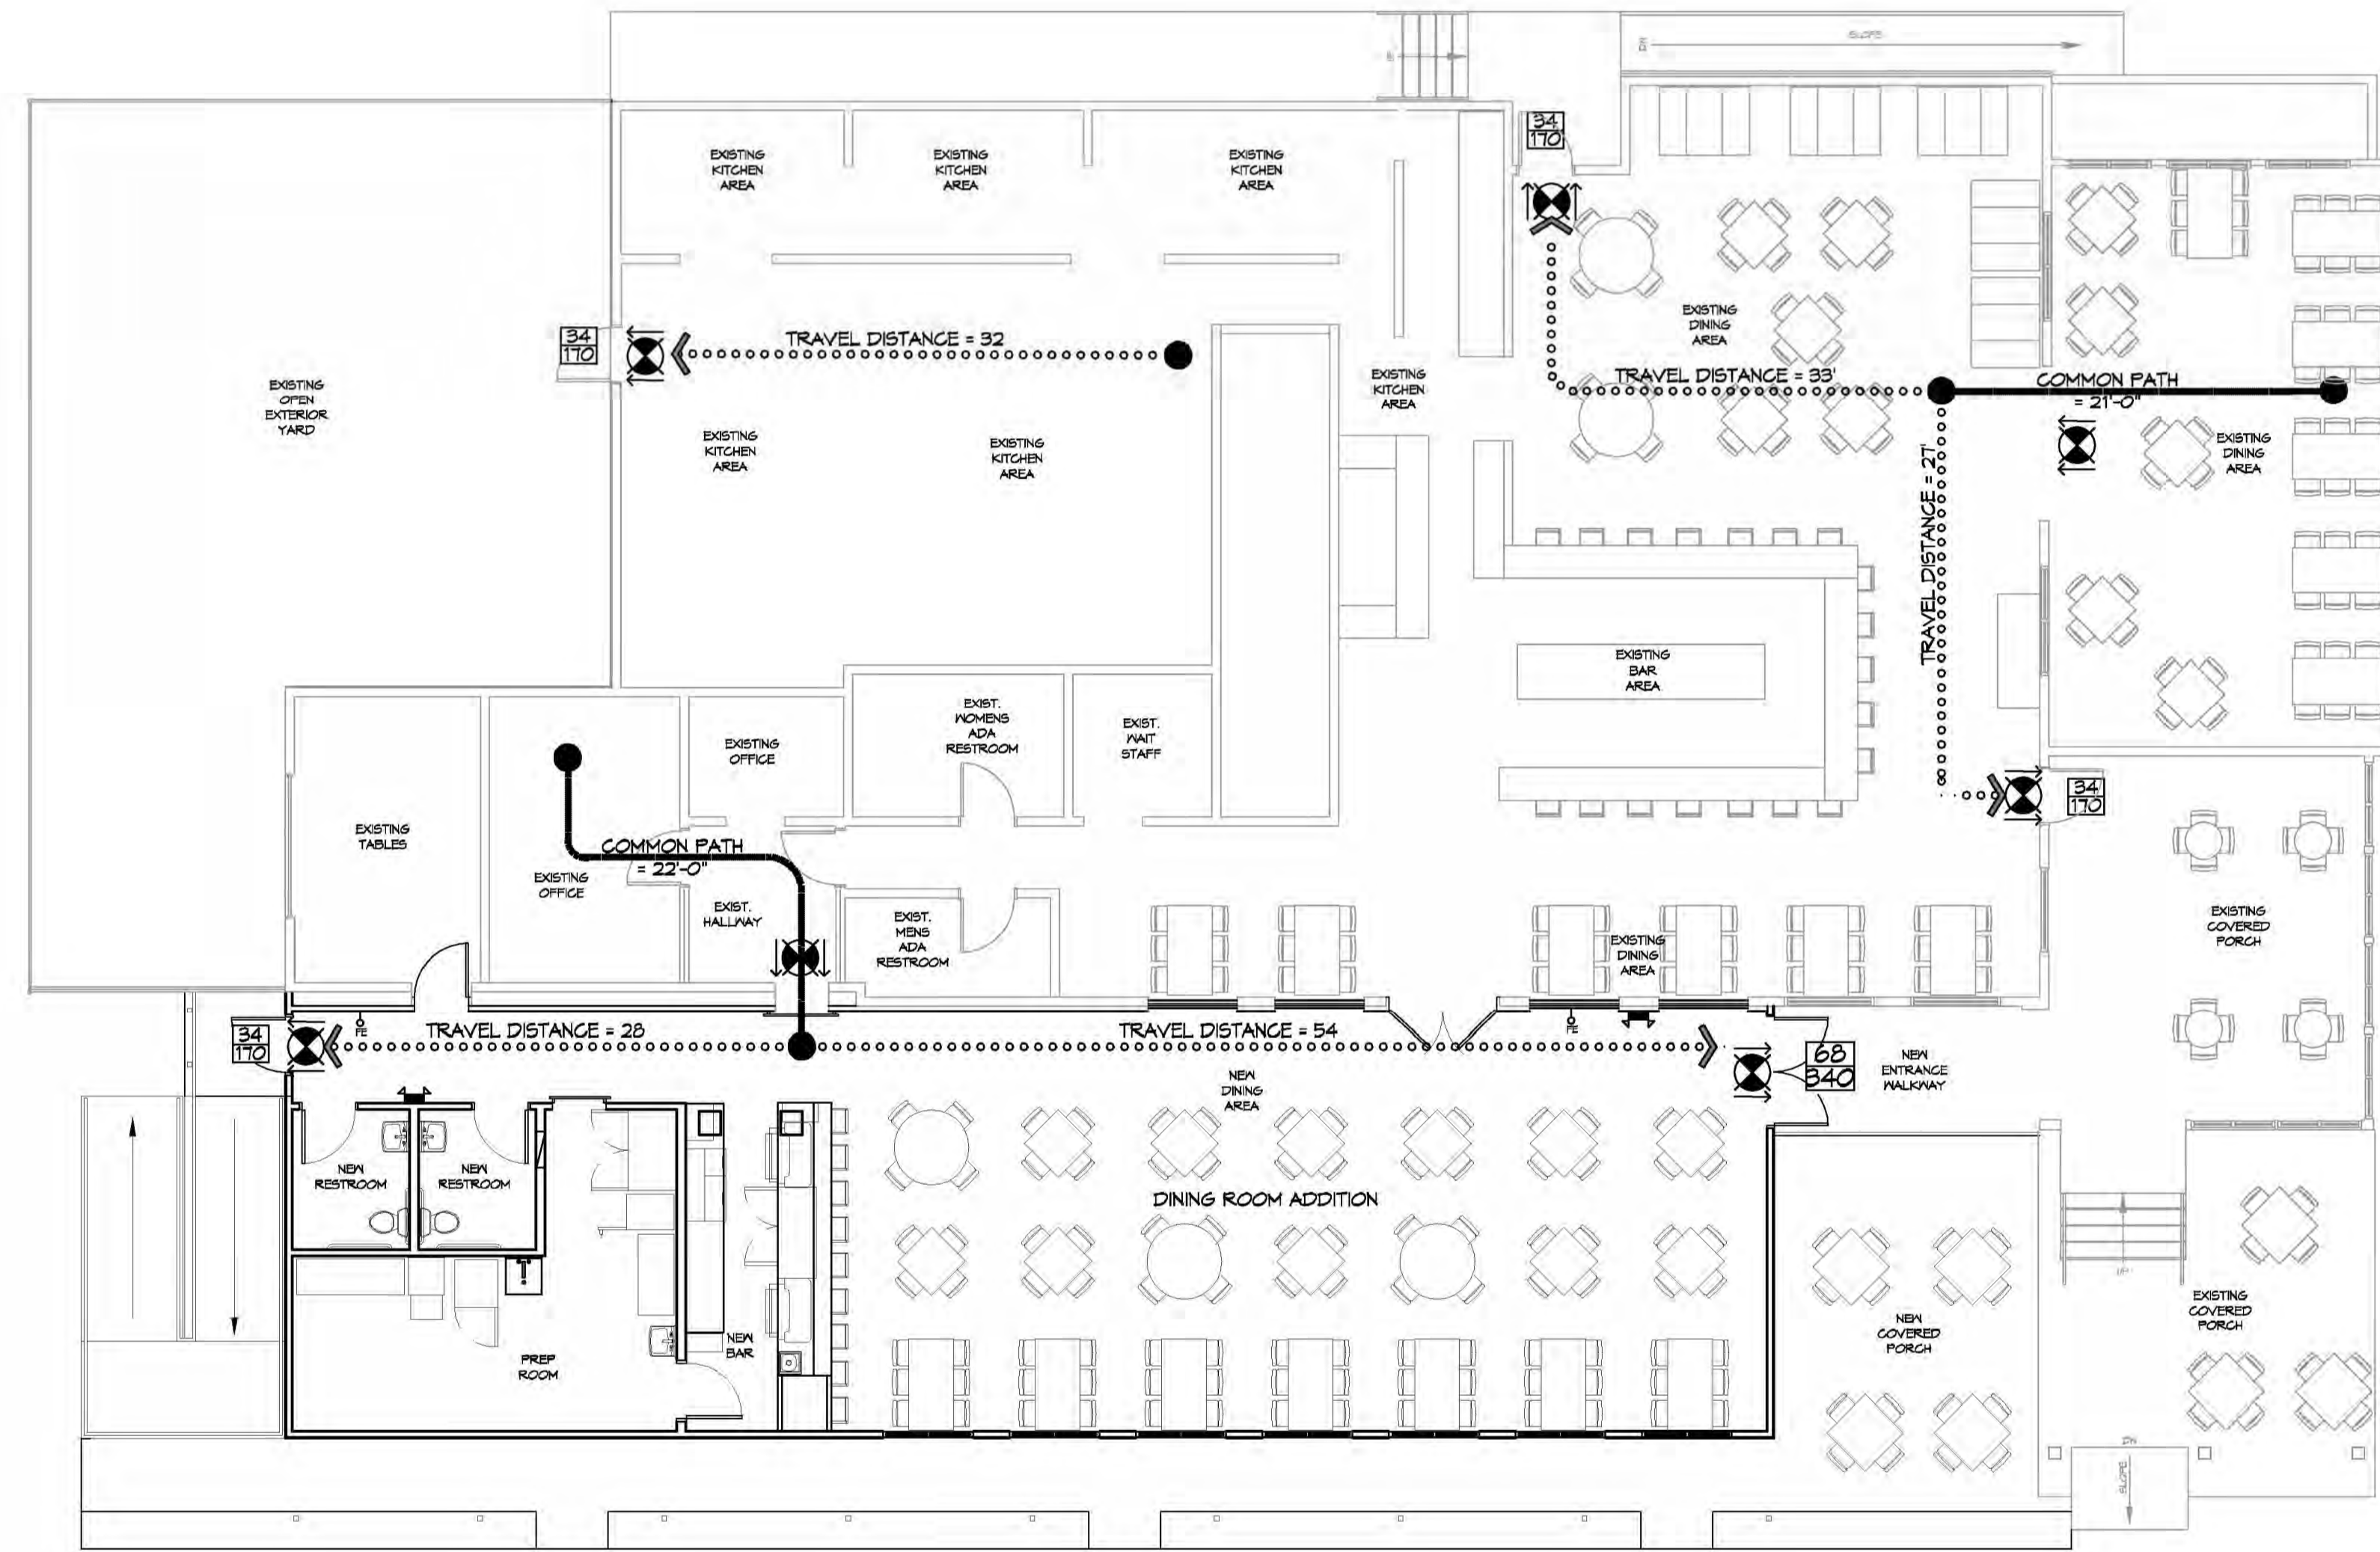 UP
DN
SLOPE
34
170
EXISTING
KITCHEN
AREA
EXISTING
KITCHEN
AREA
EXISTING
KITCHEN
AREA
34
170
TRAVEL DISTANCE = 32
EXISTING
DINING
AREA
EXISTING
OPEN
EXTERIOR
YARD
EXISTING
KITCHEN
AREA
TRAVEL DISTANCE = 33'
COMMON PATH
= 21'-0"
EXISTING
KITCHEN
AREA
EXISTING
KITCHEN
AREA
EXISTING
DINING
AREA
TRAVEL DISTANCE = 27'
EXISTING
BAR
AREA
EXIST.
WOMENS
ADA
RESTROOM
EXIST.
WAIT
STAFF
EXISTING
OFFICE
34
170
EXISTING
TABLES
COMMON PATH
= 22'-0"
EXISTING
OFFICE
EXIST.
HALLWAY
EXIST.
MENS
ADA
RESTROOM
EXISTING
DINING
AREA
EXISTING
COVERED
PORCH
34
170
FE
TRAVEL DISTANCE = 28
TRAVEL DISTANCE = 54
FE
68
340
NEW
ENTRANCE
WALKWAY
NEW
DINING
AREA
NEW
RESTROOM
NEW
RESTROOM
DINING ROOM ADDITION
UP
EXISTING
COVERED
PORCH
NEW
COVERED
PORCH
NEW
BAR
PREP
ROOM
DN
SLOPE